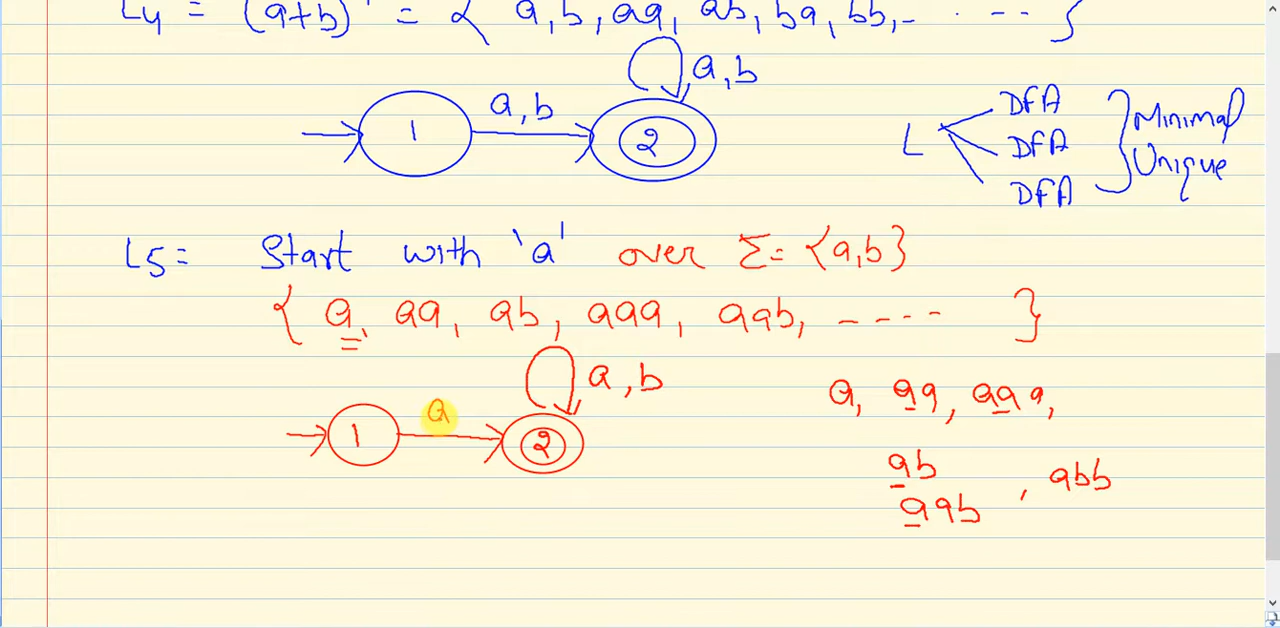 L4 = (a+b)⁺ = { a, b, aa, ab, ba, bb, - . -- }
a, b
a, b
1
2
L
DFA
DFA
DFA
Minimal
Unique
L5 = Start with 'a' over Σ = {a,b}
{ a, aa, ab, aaa, aab, ---- }
a, b
a
1
2
a, aa, aaa,
ab
aab , abb